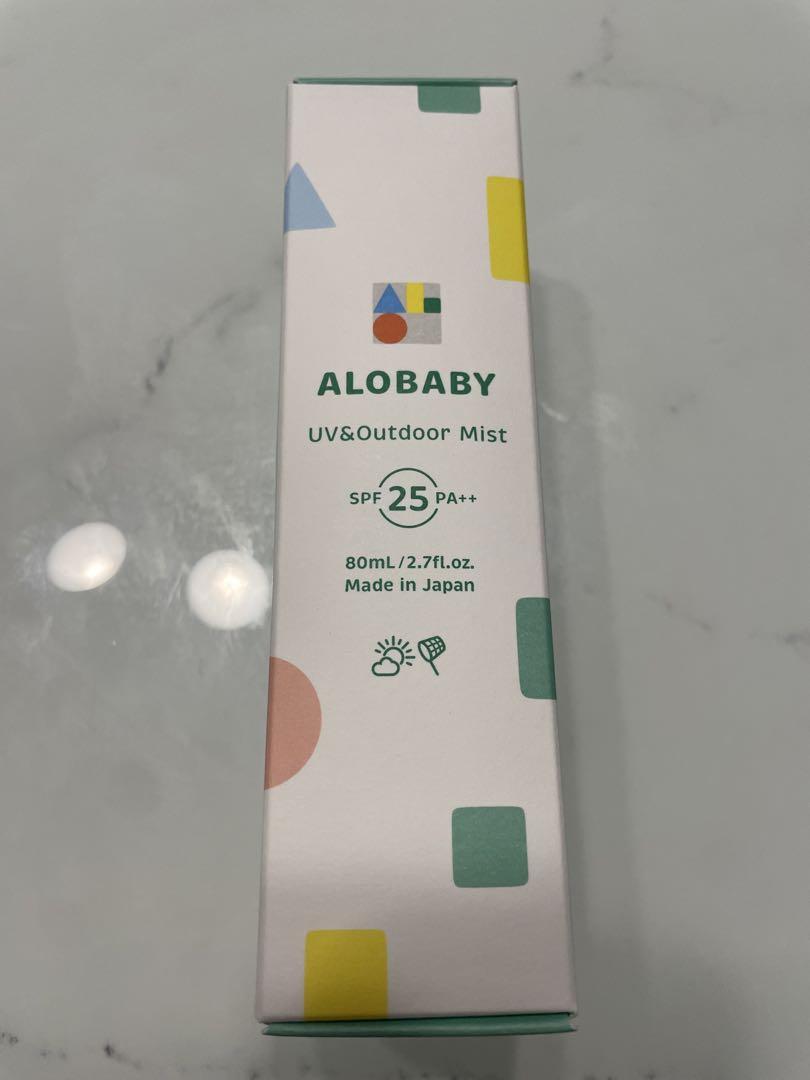 ALOBABY
UV&Outdoor Mist
SPF 25 PA++
80mL/2.7fl.oz.
Made in Japan